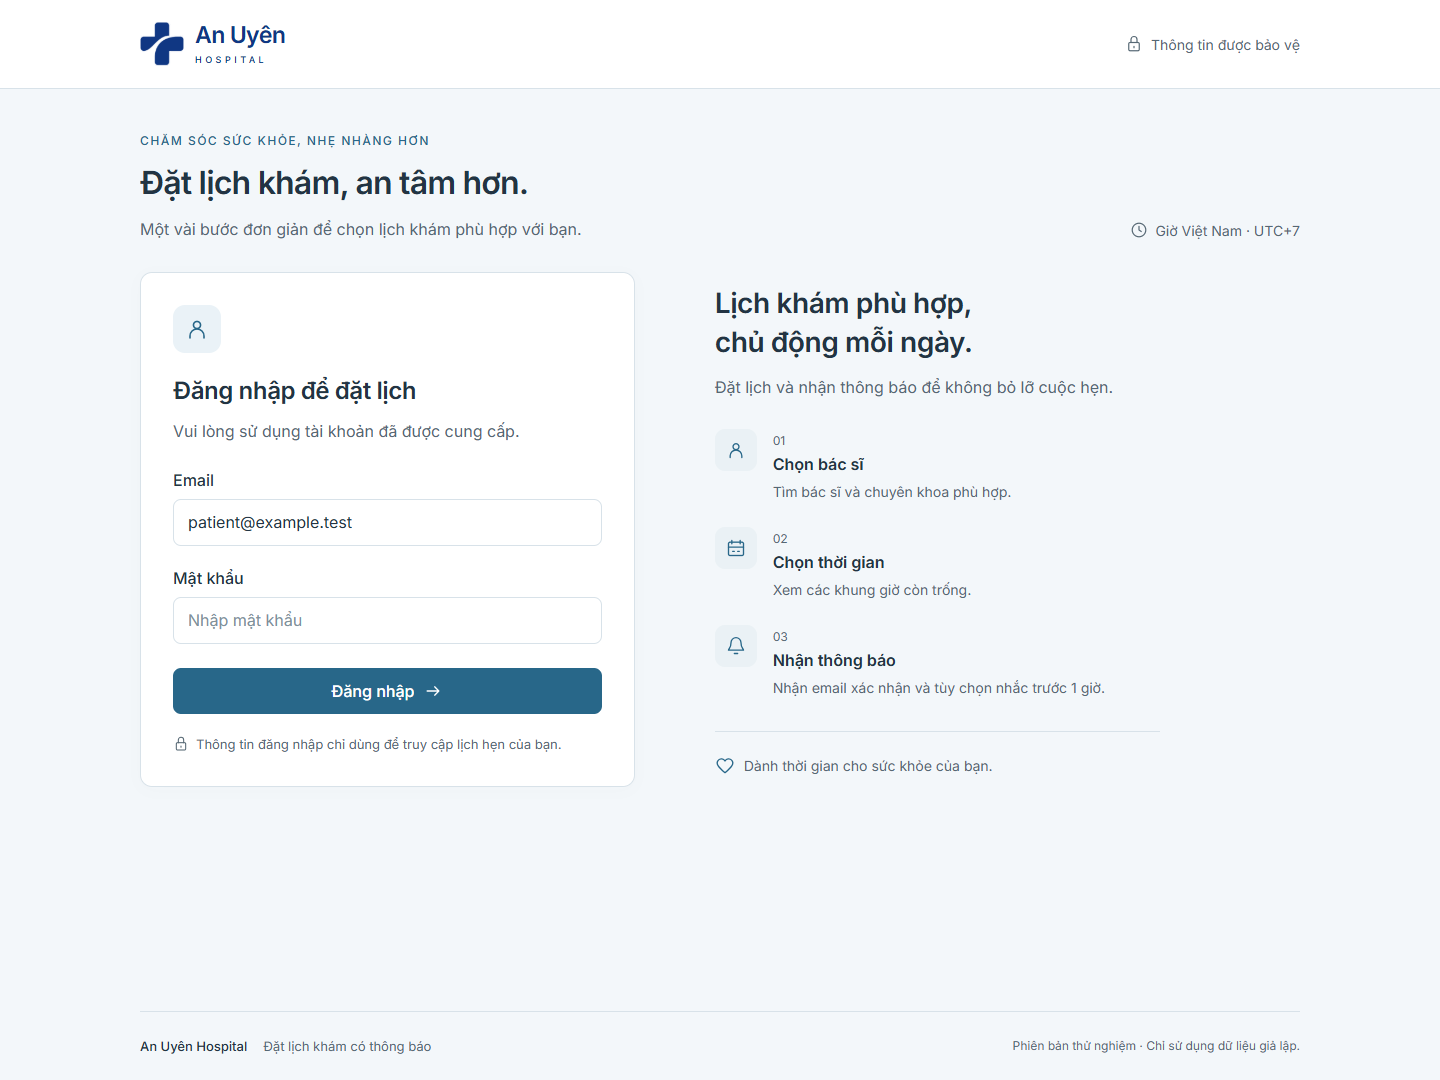 An Uyên
HOSPITAL
Thông tin được bảo vệ
CHĂM SÓC SỨC KHỎE, NHẸ NHÀNG HƠN
Đặt lịch khám, an tâm hơn.
Một vài bước đơn giản để chọn lịch khám phù hợp với bạn.
Giờ Việt Nam · UTC+7
Đăng nhập để đặt lịch
Vui lòng sử dụng tài khoản đã được cung cấp.
Email
patient@example.test
Mật khẩu
Nhập mật khẩu
Đăng nhập →
Thông tin đăng nhập chỉ dùng để truy cập lịch hẹn của bạn.
Lịch khám phù hợp,
chủ động mỗi ngày.
Đặt lịch và nhận thông báo để không bỏ lỡ cuộc hẹn.
01
Chọn bác sĩ
Tìm bác sĩ và chuyên khoa phù hợp.
02
Chọn thời gian
Xem các khung giờ còn trống.
03
Nhận thông báo
Nhận email xác nhận và tùy chọn nhắc trước 1 giờ.
Dành thời gian cho sức khỏe của bạn.
An Uyên Hospital
Đặt lịch khám có thông báo
Phiên bản thử nghiệm · Chỉ sử dụng dữ liệu giả lập.